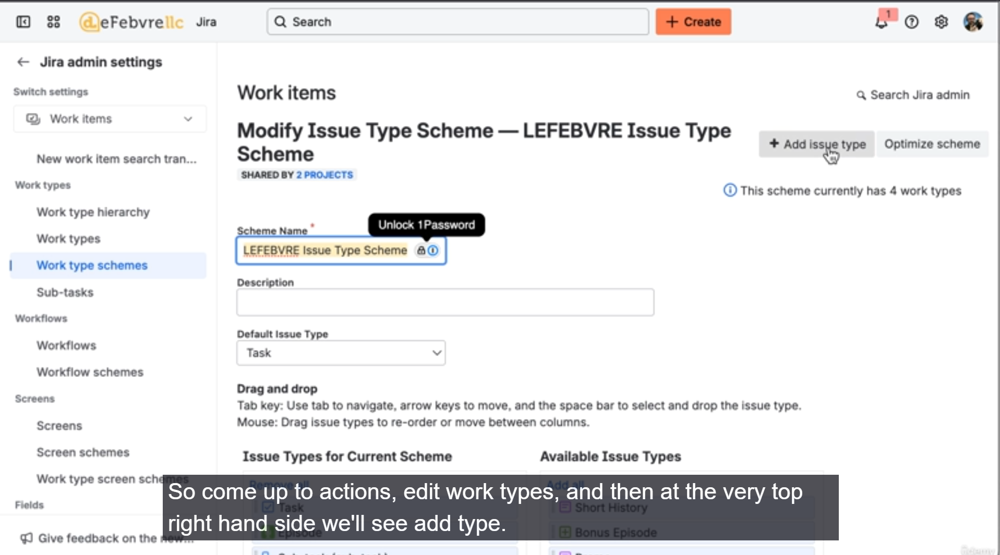 deFebvrellc Jira
Search
+ Create
1
Jira admin settings
Switch settings
Work items
New work item search tran...
Work types
Work type hierarchy
Work types
Work type schemes
Sub-tasks
Workflows
Workflows
Workflow schemes
Screens
Screens
Screen schemes
Work type screen schemes
Fields
Give feedback on the new...
Work items
Search Jira admin
Modify Issue Type Scheme — LEFEBVRE Issue Type
Scheme
+ Add issue type
Optimize scheme
SHARED BY 2 PROJECTS
This scheme currently has 4 work types
Unlock 1Password
Scheme Name *
LEFEBVRE Issue Type Scheme
Description
Default Issue Type
Task
Drag and drop
Tab key: Use tab to navigate, arrow keys to move, and the space bar to select and drop the issue type.
Mouse: Drag issue types to re-order or move between columns.
Issue Types for Current Scheme
Available Issue Types
Remove all
Add all
Task
Short History
Episode
Bonus Episode
So come up to actions, edit work types, and then at the very top
right hand side we'll see add type.
udemy